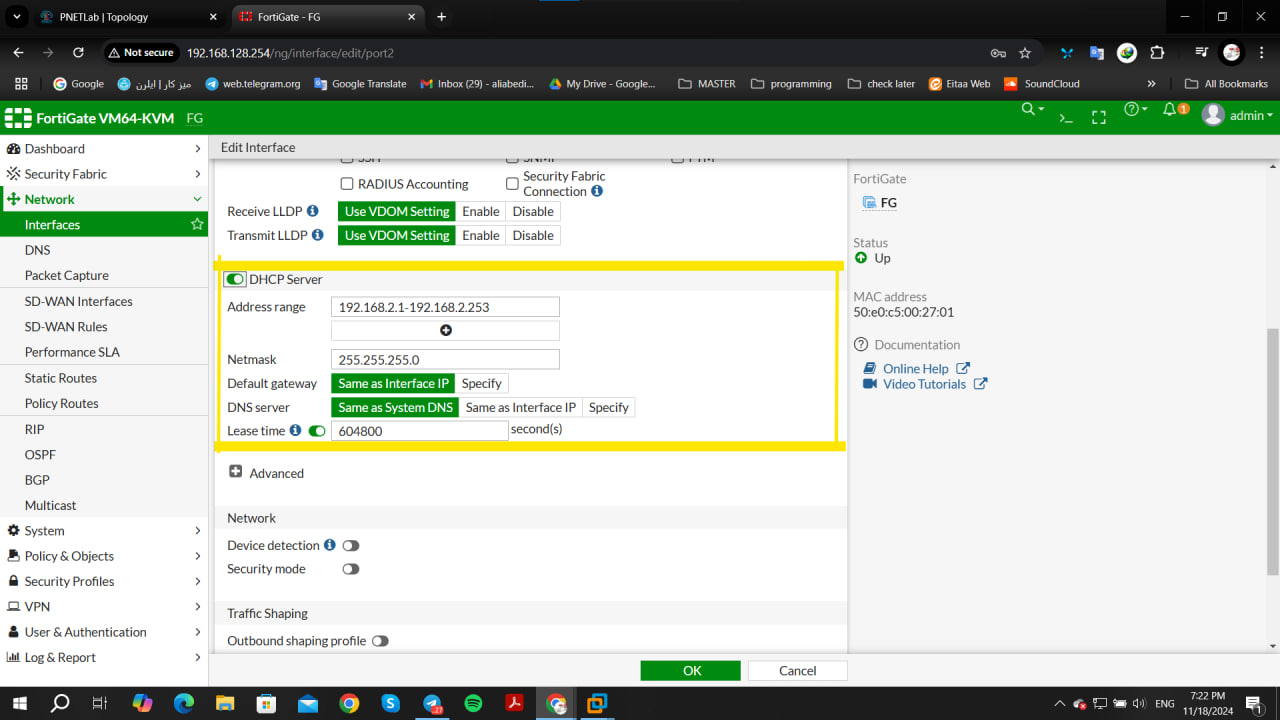 PNETLab | Topology
FortiGate - FG
Not secure
192.168.128.254/ng/interface/edit/port2
Google
میز کار | ایلرن
web.telegram.org
Google Translate
Inbox (29) - aliabedi...
My Drive - Google...
MASTER
programming
check later
Eitaa Web
SoundCloud
»
All Bookmarks
FortiGate VM64-KVM FG
1
admin
Dashboard
Security Fabric
Network
Interfaces
DNS
Packet Capture
SD-WAN Interfaces
SD-WAN Rules
Performance SLA
Static Routes
Policy Routes
RIP
OSPF
BGP
Multicast
System
Policy & Objects
Security Profiles
VPN
User & Authentication
Log & Report
Edit Interface
SSH SNMP FTM
RADIUS Accounting
Security Fabric
Connection
Receive LLDP Use VDOM Setting Enable Disable
Transmit LLDP Use VDOM Setting Enable Disable
DHCP Server
Address range 192.168.2.1-192.168.2.253
Netmask 255.255.255.0
Default gateway Same as Interface IP Specify
DNS server Same as System DNS Same as Interface IP Specify
Lease time 604800 second(s)
Advanced
Network
Device detection
Security mode
Traffic Shaping
Outbound shaping profile
OK Cancel
FortiGate
FG
Status
Up
MAC address
50:e0:c5:00:27:01
Documentation
Online Help
Video Tutorials
27
ENG
7:22 PM
11/18/2024
1